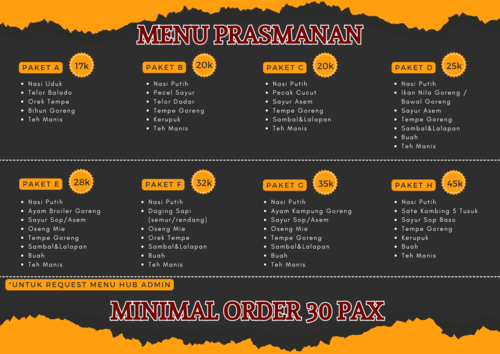 MENU PRASMANAN
PAKET A 17k
Nasi Uduk
Telor Balado
Orek Tempe
Bihun Goreng
Teh Manis
PAKET B 20k
Nasi Putih
Pecel Sayur
Telor Dadar
Tempe Goreng
Kerupuk
Teh Manis
PAKET C 20k
Nasi Putih
Pecak Cucut
Sayur Asem
Tempe Goreng
Sambal&Lalapan
Teh Manis
PAKET D 25k
Nasi Putih
Ikan Nila Goreng /
Bawal Goreng
Sayur Asem
Tempe Goreng
Sambal&Lalapan
Buah
Teh Manis
PAKET E 28k
Nasi Putih
Ayam Broiler Goreng
Sayur Sop/Asem
Oseng Mie
Tempe Goreng
Sambal&Lalapan
Buah
Teh Manis
PAKET F 32k
Nasi Putih
Daging Sapi
(semur/rendang)
Oseng Mie
Orek Tempe
Sambal&Lalapan
Buah
Teh Manis
PAKET G 35k
Nasi Putih
Ayam Kampung Goreng
Sayur Sop/Asem
Oseng Mie
Tempe Goreng
Sambal&Lalapan
Buah
Teh Manis
PAKET H 45k
Nasi Putih
Sate Kambing 5 Tusuk
Sayur Sop Baso
Tempe Goreng
Kerupuk
Buah
Teh Manis
*UNTUK REQUEST MENU HUB ADMIN
MINIMAL ORDER 30 PAX